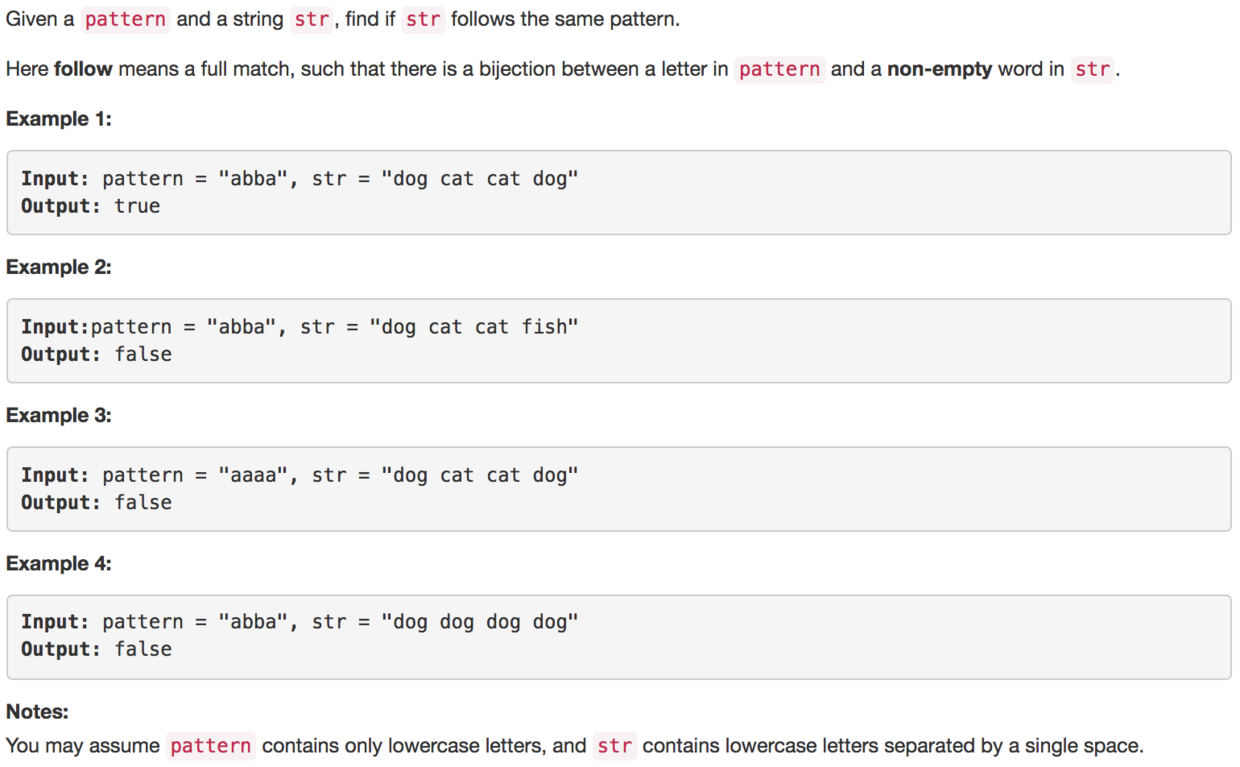 Given a pattern and a string str, find if str follows the same pattern.
Here follow means a full match, such that there is a bijection between a letter in pattern and a non-empty word in str.
Example 1:
Input: pattern = "abba", str = "dog cat cat dog"
Output: true
Example 2:
Input:pattern = "abba", str = "dog cat cat fish"
Output: false
Example 3:
Input: pattern = "aaaa", str = "dog cat cat dog"
Output: false
Example 4:
Input: pattern = "abba", str = "dog dog dog dog"
Output: false
Notes:
You may assume pattern contains only lowercase letters, and str contains lowercase letters separated by a single space.